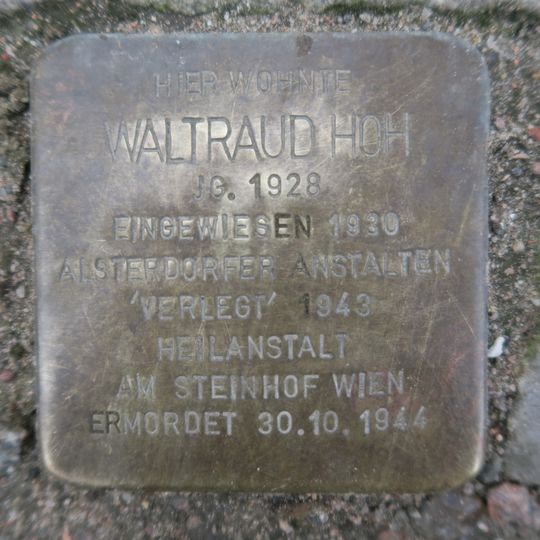 HIER WOHNTE
WALTRAUD HOH
JG. 1928
EINGEWIESEN 1930
ALSTERDORFER ANSTALTEN
'VERLEGT' 1943
HEILANSTALT
AM STEINHOF WIEN
ERMORDET 30.10.1944